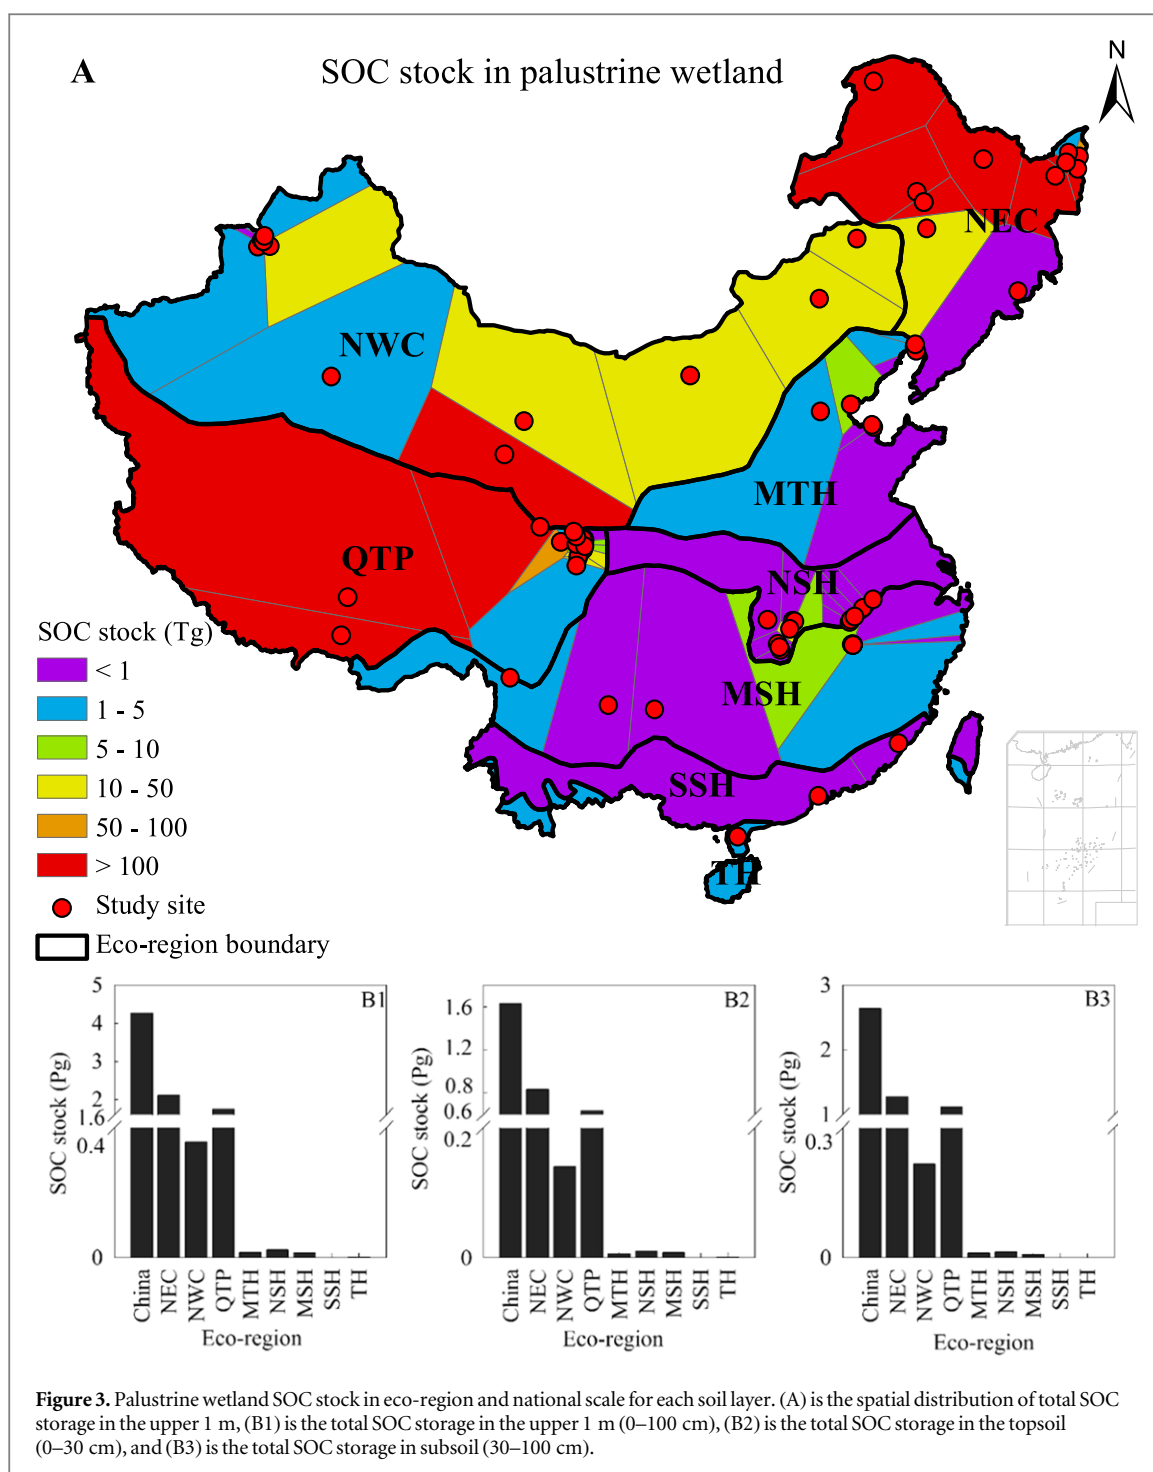 A
SOC stock in palustrine wetland
N
NEC
NWC
MTH
QTP
NSH
MSH
SSH
TH
SOC stock (Tg)
< 1
1 - 5
5 - 10
10 - 50
50 - 100
> 100
Study site
Eco-region boundary
B1
SOC stock (Pg)
5
4
3
2
1.6
0.4
0
China
NEC
NWC
QTP
MTH
NSH
MSH
SSH
TH
Eco-region
B2
SOC stock (Pg)
1.6
1.2
0.8
0.6
0.2
0
China
NEC
NWC
QTP
MTH
NSH
MSH
SSH
TH
Eco-region
B3
SOC stock (Pg)
3
2
1
0.3
0
China
NEC
NWC
QTP
MTH
NSH
MSH
SSH
TH
Eco-region
Figure 3. Palustrine wetland SOC stock in eco-region and national scale for each soil layer. (A) is the spatial distribution of total SOC
storage in the upper 1 m, (B1) is the total SOC storage in the upper 1 m (0–100 cm), (B2) is the total SOC storage in the topsoil
(0–30 cm), and (B3) is the total SOC storage in subsoil (30–100 cm).